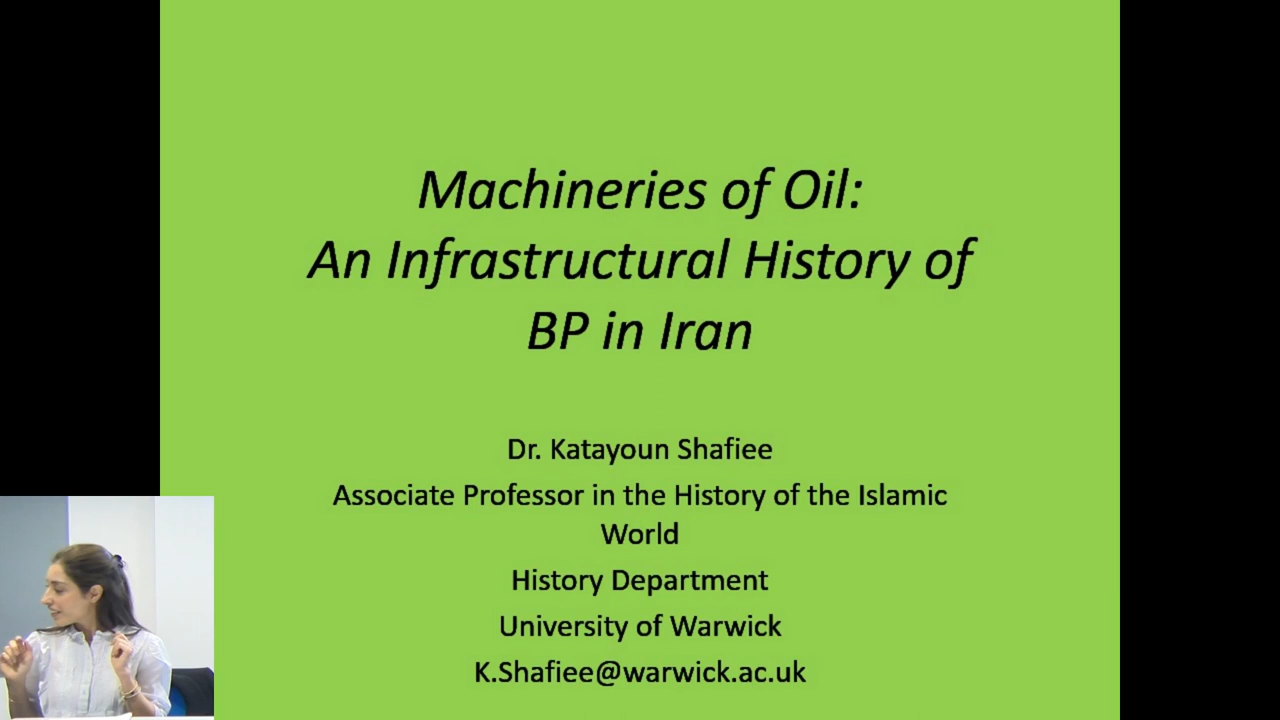 Machineries of Oil:
An Infrastructural History of
BP in Iran
Dr. Katayoun Shafiee
Associate Professor in the History of the Islamic
World
History Department
University of Warwick
K.Shafiee@warwick.ac.uk